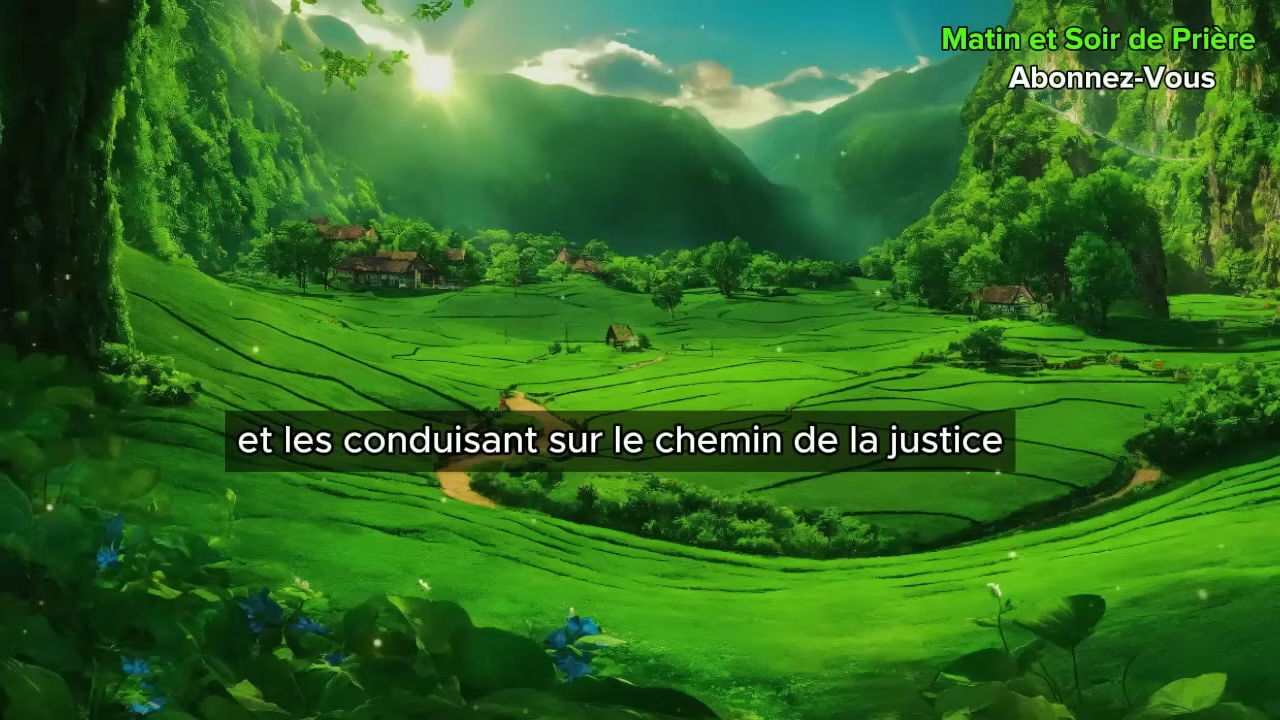 Matin et Soir de Prière
Abonnez-Vous
et les conduisant sur le chemin de la justice